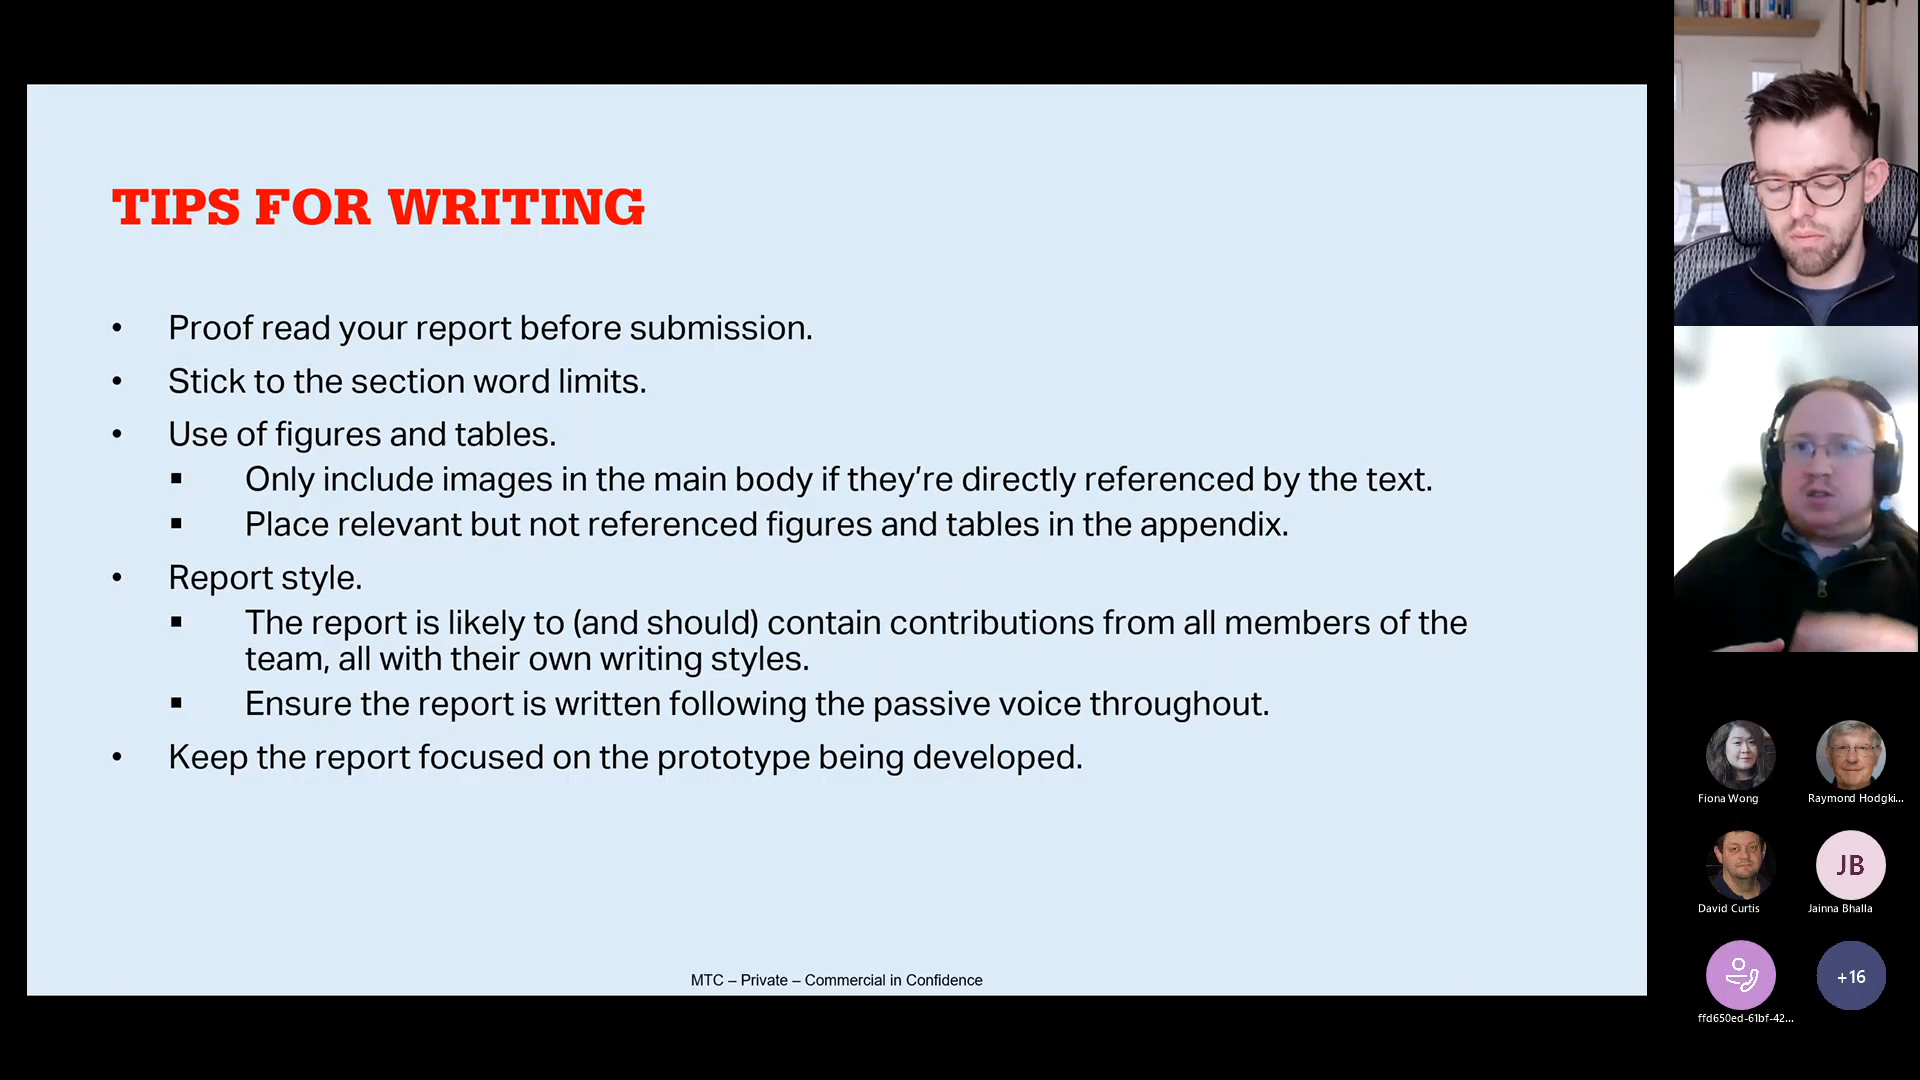 TIPS FOR WRITING
• Proof read your report before submission.
• Stick to the section word limits.
• Use of figures and tables.
▪ Only include images in the main body if they’re directly referenced by the text.
▪ Place relevant but not referenced figures and tables in the appendix.
• Report style.
▪ The report is likely to (and should) contain contributions from all members of the
team, all with their own writing styles.
▪ Ensure the report is written following the passive voice throughout.
• Keep the report focused on the prototype being developed.
MTC – Private – Commercial in Confidence
Fiona Wong
Raymond Hodgki...
David Curtis
JB
Jainna Bhalla
ffd650ed-61bf-42...
+16